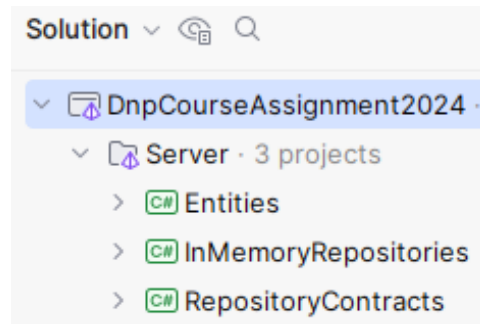 Solution
DnpCourseAssignment2024 ·
Server · 3 projects
C# Entities
C# InMemoryRepositories
C# RepositoryContracts